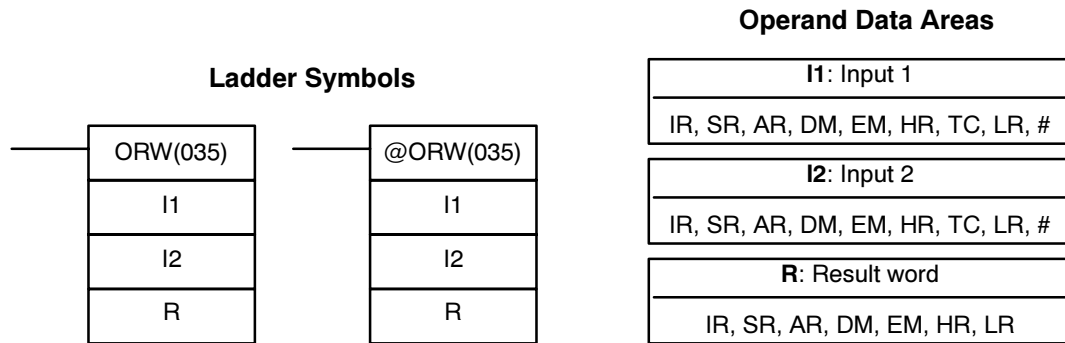 Ladder Symbols
ORW(035)
I1
I2
R
@ORW(035)
I1
I2
R
Operand Data Areas
I1: Input 1
IR, SR, AR, DM, EM, HR, TC, LR, #
I2: Input 2
IR, SR, AR, DM, EM, HR, TC, LR, #
R: Result word
IR, SR, AR, DM, EM, HR, LR